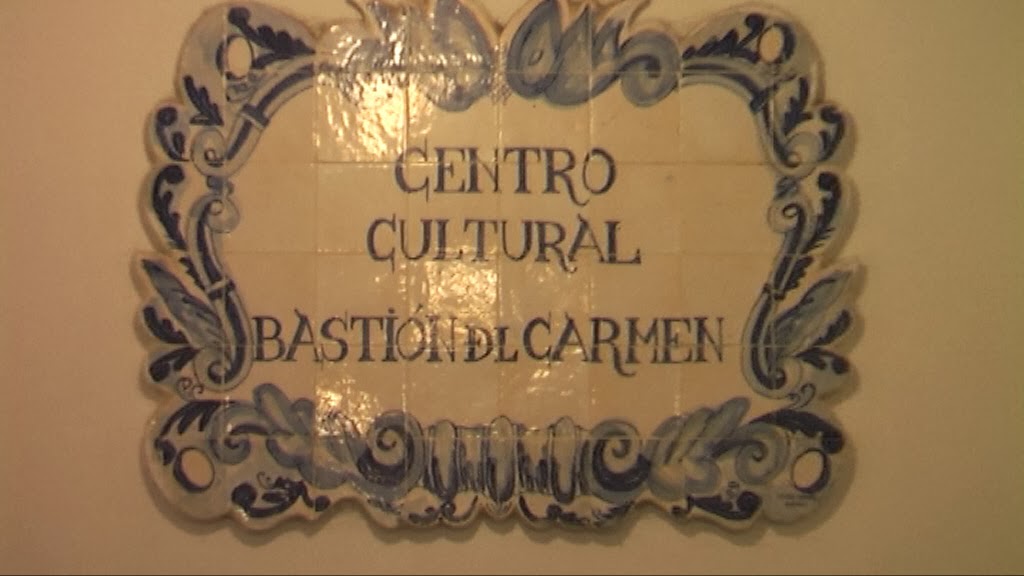 CENTRO
CULTURAL
BASTIÓN DL CARMEN